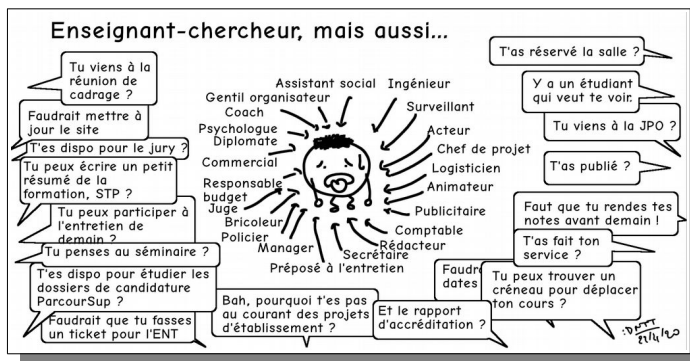 Enseignant-chercheur, mais aussi...
Tu viens à la
réunion de
cadrage ?
Faudrait mettre à
jour le site
T'es dispo pour le jury ?
Tu peux écrire un petit
résumé de la
formation, STP ?
Tu peux participer à
l'entretien de
demain ?
Tu penses au séminaire ?
T'es dispo pour étudier les
dossiers de candidature
ParcourSup ?
Faudrait que tu fasses
un ticket pour l'ENT
Assistant social
Ingénieur
Gentil organisateur
Surveillant
Coach
Acteur
Psychologue
Diplomate
Chef de projet
Commercial
Logisticien
Responsable
budget
Animateur
Juge
Publicitaire
Bricoleur
Comptable
Policier
Rédacteur
Manager
Secrétaire
Préposé à l'entretien
Bah, pourquoi t'es pas
au courant des projets
d'établissement ?
Et le rapport
d'accréditation ?
T'as réservé la salle ?
Y a un étudiant
qui veut te voir.
Tu viens à la JPO ?
T'as publié ?
Faut que tu rendes tes
notes avant demain !
T'as fait ton
service ?
Faudra
dates
Tu peux trouver un
créneau pour déplacer
ton cours ?
21/4/20